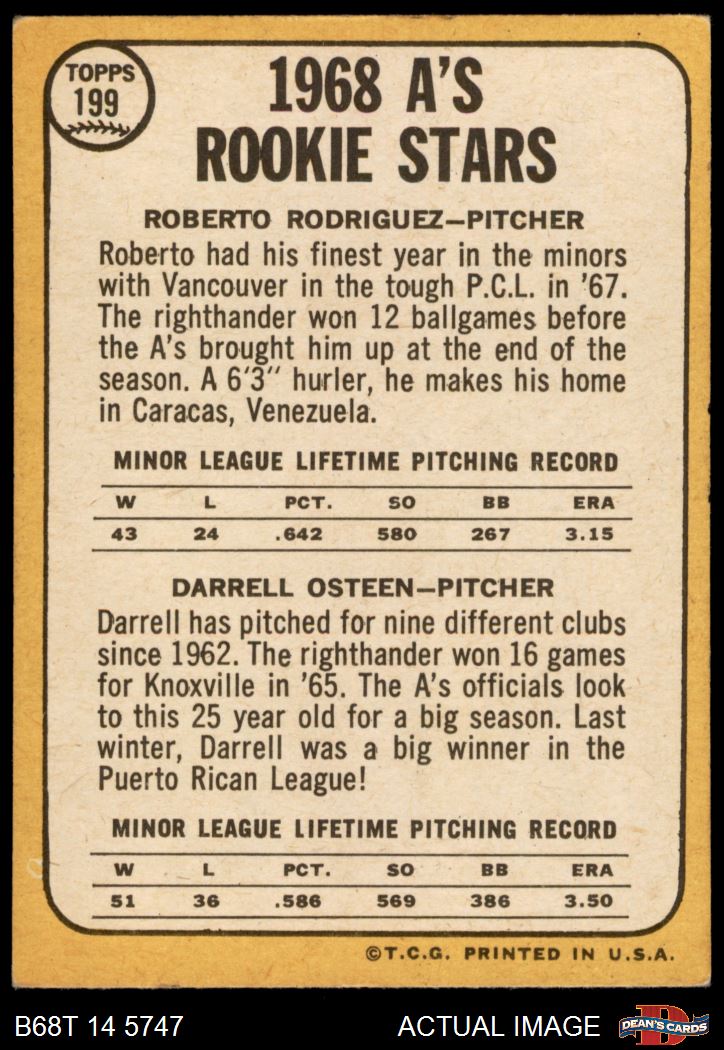 TOPPS
199
1968 A'S
ROOKIE STARS
ROBERTO RODRIGUEZ—PITCHER
Roberto had his finest year in the minors
with Vancouver in the tough P.C.L. in '67.
The righthander won 12 ballgames before
the A's brought him up at the end of the
season. A 6'3" hurler, he makes his home
in Caracas, Venezuela.
MINOR LEAGUE LIFETIME PITCHING RECORD
W L PCT. SO BB ERA
43 24 .642 580 267 3.15
DARRELL OSTEEN—PITCHER
Darrell has pitched for nine different clubs
since 1962. The righthander won 16 games
for Knoxville in '65. The A's officials look
to this 25 year old for a big season. Last
winter, Darrell was a big winner in the
Puerto Rican League!
MINOR LEAGUE LIFETIME PITCHING RECORD
W L PCT. SO BB ERA
51 36 .586 569 386 3.50
©T.C.G. PRINTED IN U.S.A.
B68T 14 5747 ACTUAL IMAGE
D
DEAN'S CARDS